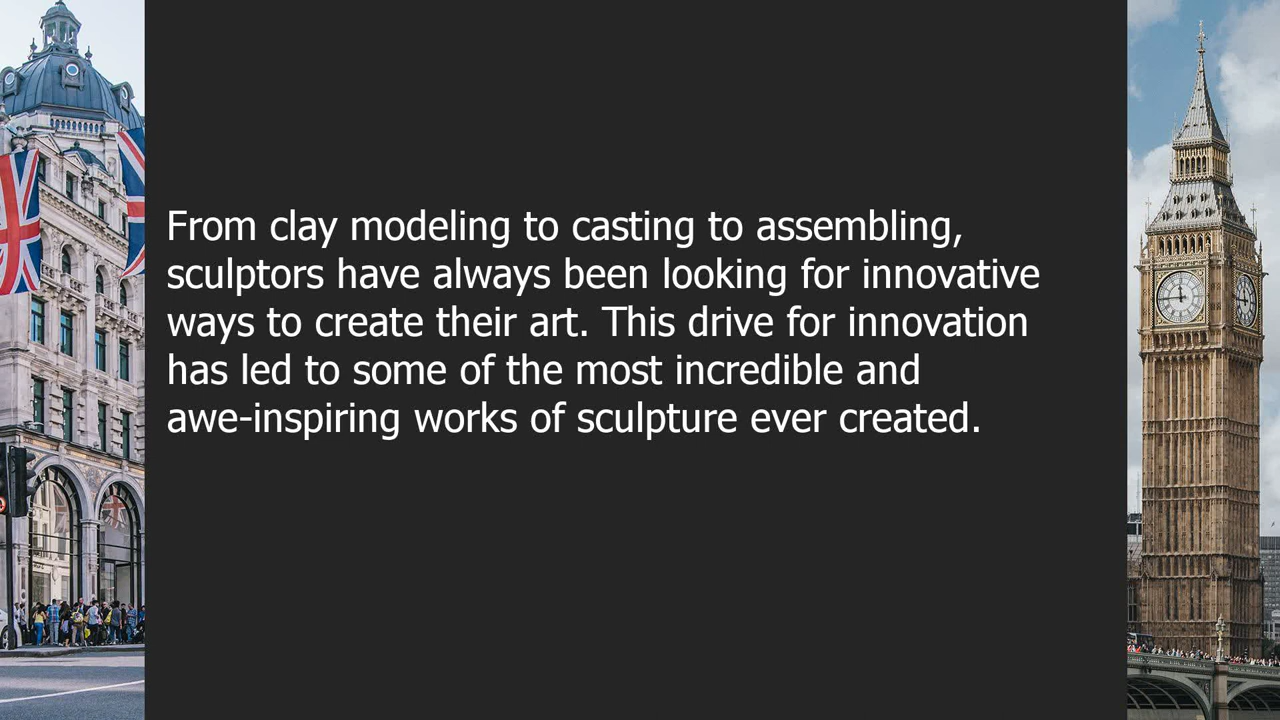 From clay modeling to casting to assembling,
sculptors have always been looking for innovative
ways to create their art. This drive for innovation
has led to some of the most incredible and
awe-inspiring works of sculpture ever created.